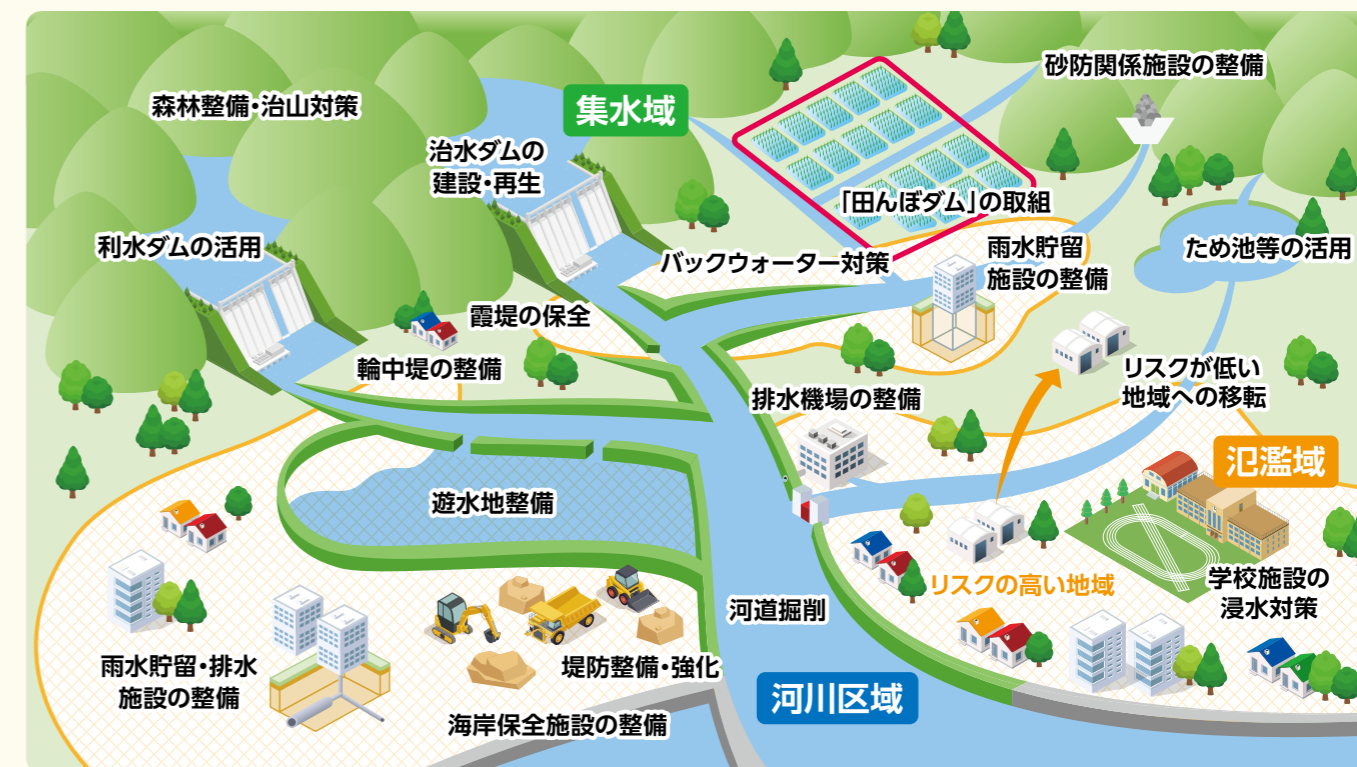 砂防関係施設の整備
森林整備・治山対策
集水域
治水ダムの
建設・再生
「田んぼダム」の取組
利水ダムの活用
バックウォーター対策
雨水貯留
施設の整備
ため池等の活用
霞堤の保全
輪中堤の整備
リスクが低い
地域への移転
排水機場の整備
氾濫域
遊水地整備
リスクの高い地域
学校施設の
浸水対策
河道掘削
雨水貯留・排水
施設の整備
堤防整備・強化
河川区域
海岸保全施設の整備